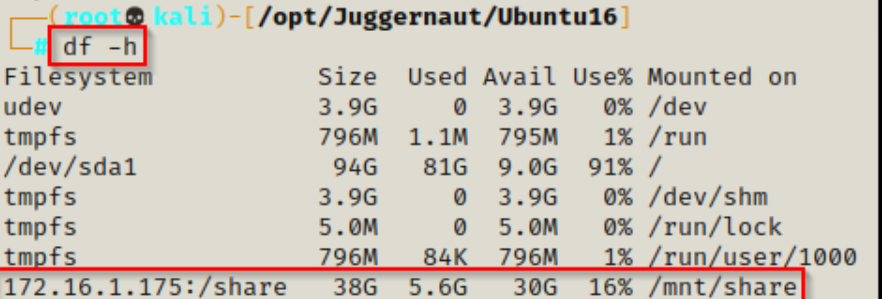 (root💀kali)-[/opt/Juggernaut/Ubuntu16]
# df -h
Filesystem Size Used Avail Use% Mounted on
udev 3.9G 0 3.9G 0% /dev
tmpfs 796M 1.1M 795M 1% /run
/dev/sda1 94G 81G 9.0G 91% /
tmpfs 3.9G 0 3.9G 0% /dev/shm
tmpfs 5.0M 0 5.0M 0% /run/lock
tmpfs 796M 84K 796M 1% /run/user/1000
172.16.1.175:/share 38G 5.6G 30G 16% /mnt/share